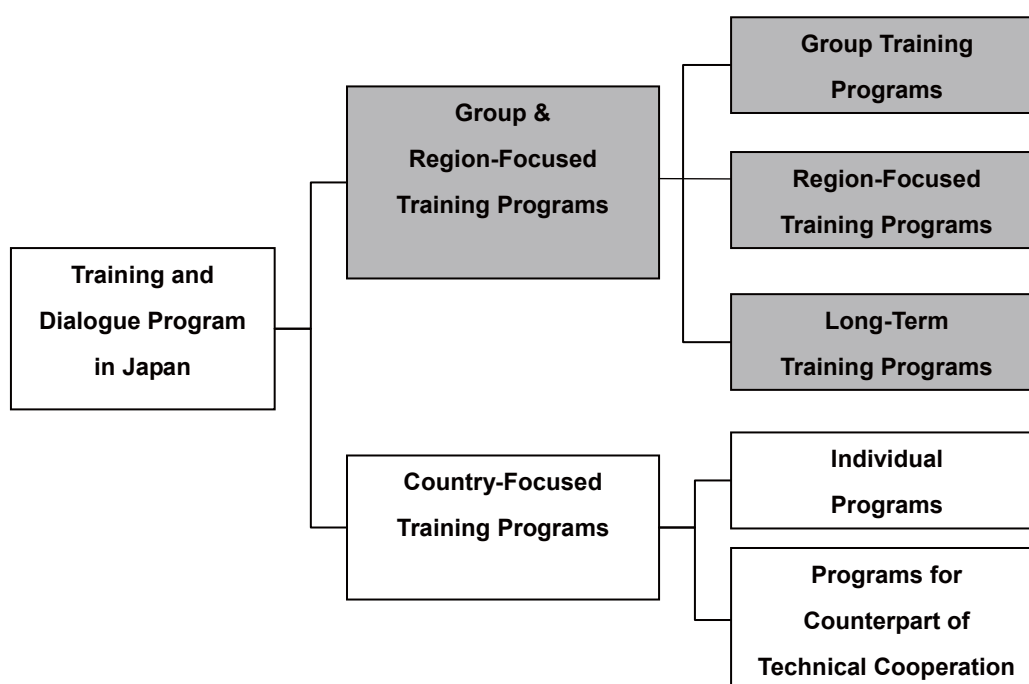 Training and
Dialogue Program
in Japan
Group &
Region-Focused
Training Programs
Country-Focused
Training Programs
Group Training
Programs
Region-Focused
Training Programs
Long-Term
Training Programs
Individual
Programs
Programs for
Counterpart of
Technical Cooperation